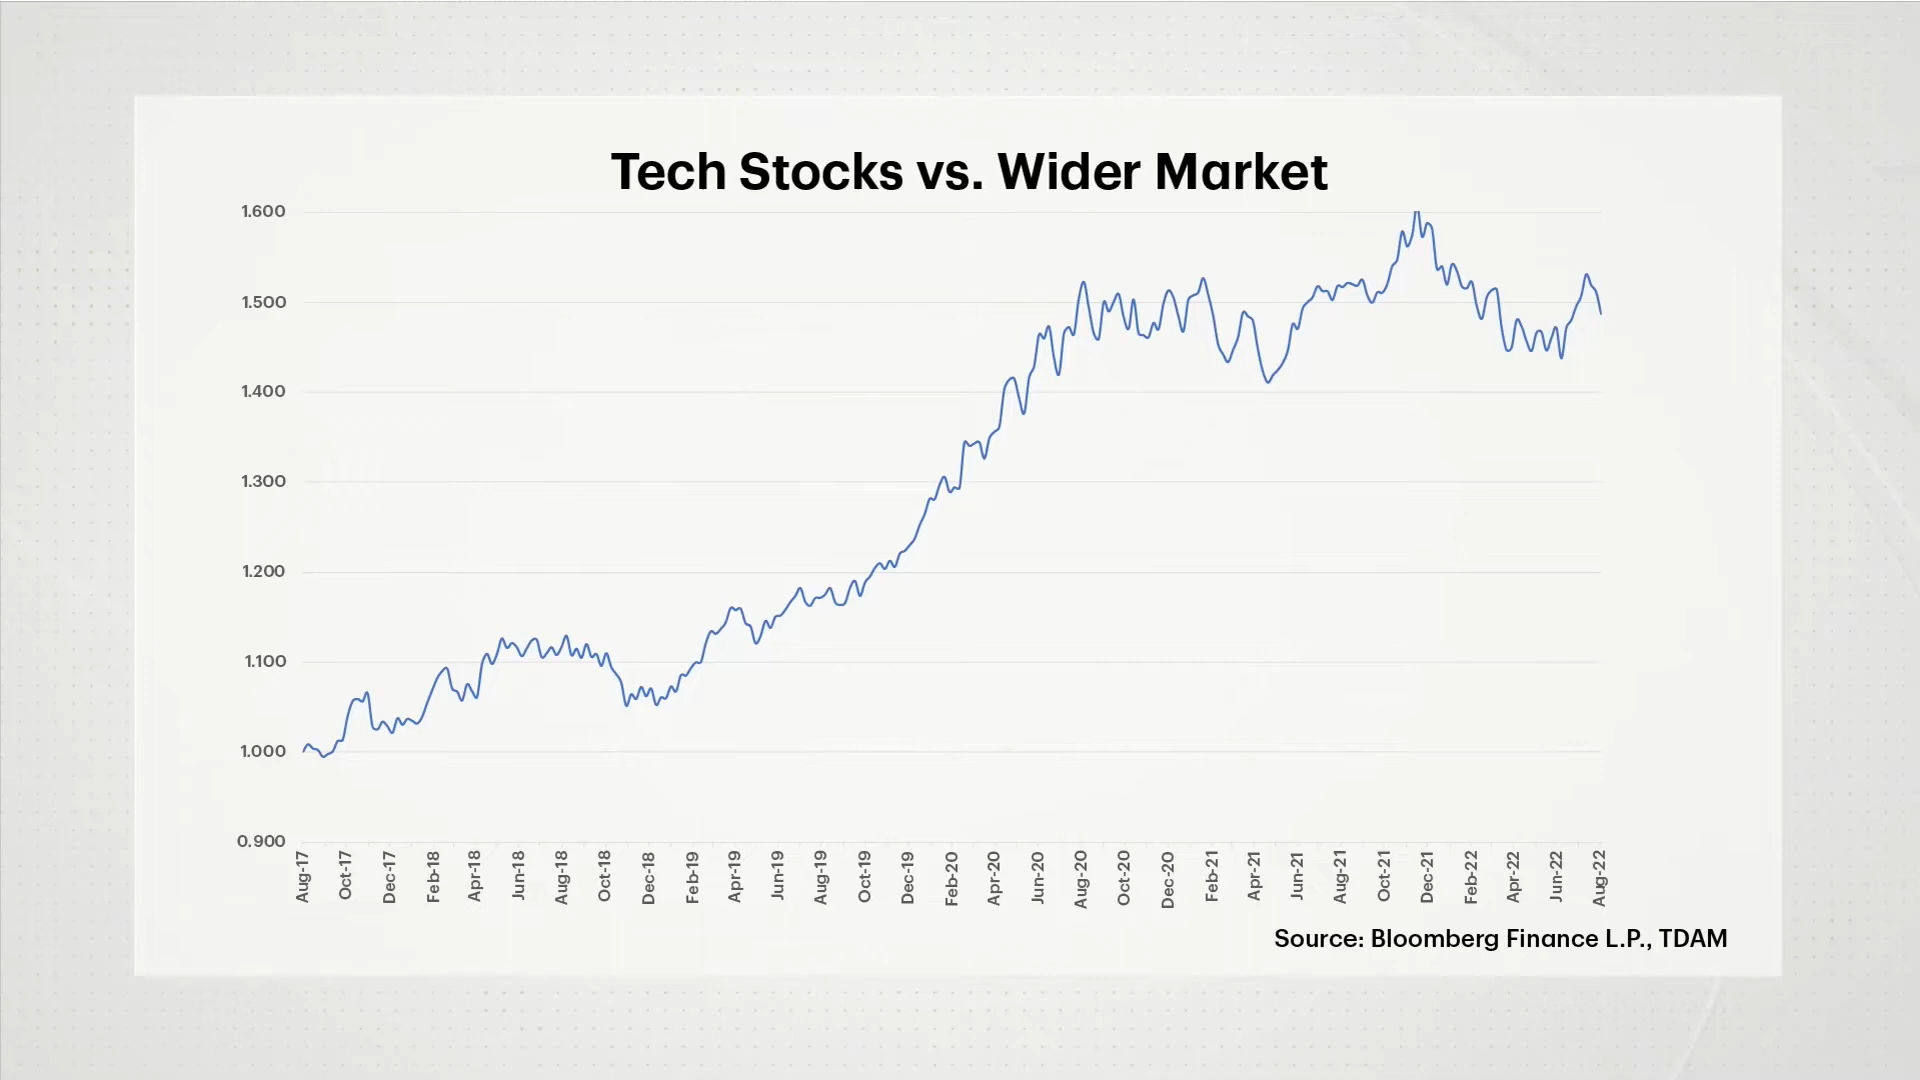 Tech Stocks vs. Wider Market
1.600
1.500
1.400
1.300
1.200
1.100
1.000
0.900
Aug-17
Oct-17
Dec-17
Feb-18
Apr-18
Jun-18
Aug-18
Oct-18
Dec-18
Feb-19
Apr-19
Jun-19
Aug-19
Oct-19
Dec-19
Feb-20
Apr-20
Jun-20
Aug-20
Oct-20
Dec-20
Feb-21
Apr-21
Jun-21
Aug-21
Oct-21
Dec-21
Feb-22
Apr-22
Jun-22
Aug-22
Source: Bloomberg Finance L.P., TDAM